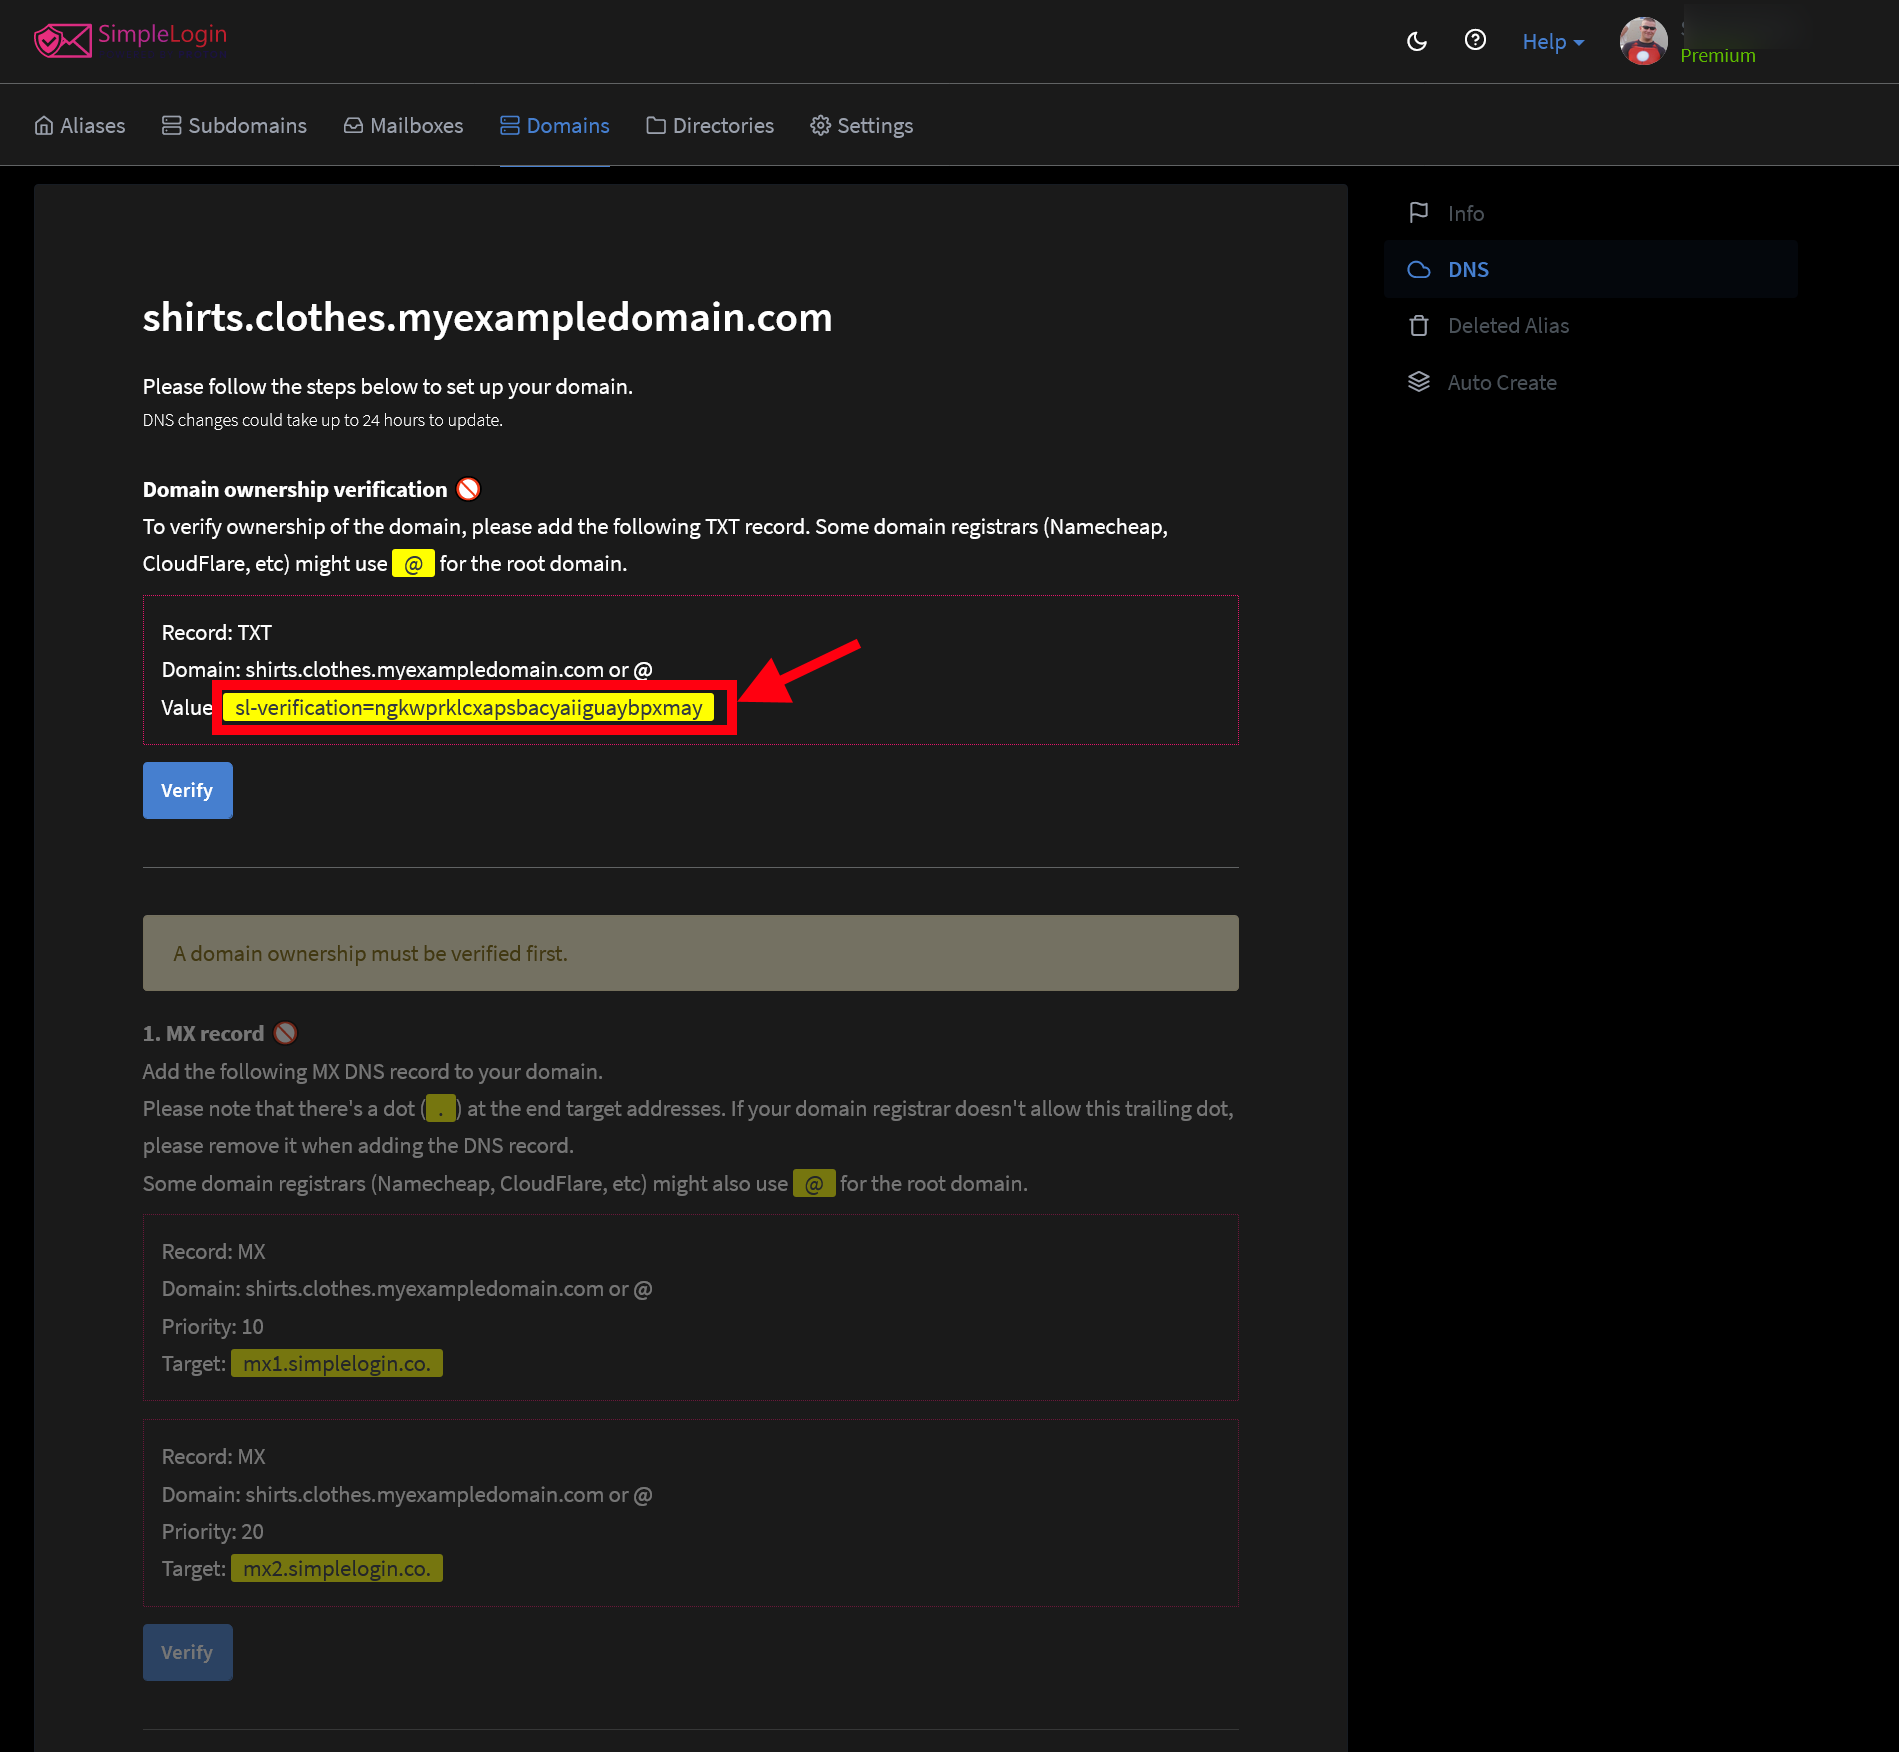 SimpleLogin
Help
Premium
Aliases Subdomains Mailboxes Domains Directories Settings
Info
DNS
Deleted Alias
Auto Create
shirts.clothes.myexampledomain.com
Please follow the steps below to set up your domain.
DNS changes could take up to 24 hours to update.
Domain ownership verification
To verify ownership of the domain, please add the following TXT record. Some domain registrars (Namecheap,
CloudFlare, etc) might use @ for the root domain.
Record: TXT
Domain: shirts.clothes.myexampledomain.com or @
Value sl-verification=ngkwprklcxapsbacyaiiguaybpxmay
Verify
A domain ownership must be verified first.
1. MX record
Add the following MX DNS record to your domain.
Please note that there's a dot ( . ) at the end target addresses. If your domain registrar doesn't allow this trailing dot,
please remove it when adding the DNS record.
Some domain registrars (Namecheap, CloudFlare, etc) might also use @ for the root domain.
Record: MX
Domain: shirts.clothes.myexampledomain.com or @
Priority: 10
Target: mx1.simplelogin.co.
Record: MX
Domain: shirts.clothes.myexampledomain.com or @
Priority: 20
Target: mx2.simplelogin.co.
Verify